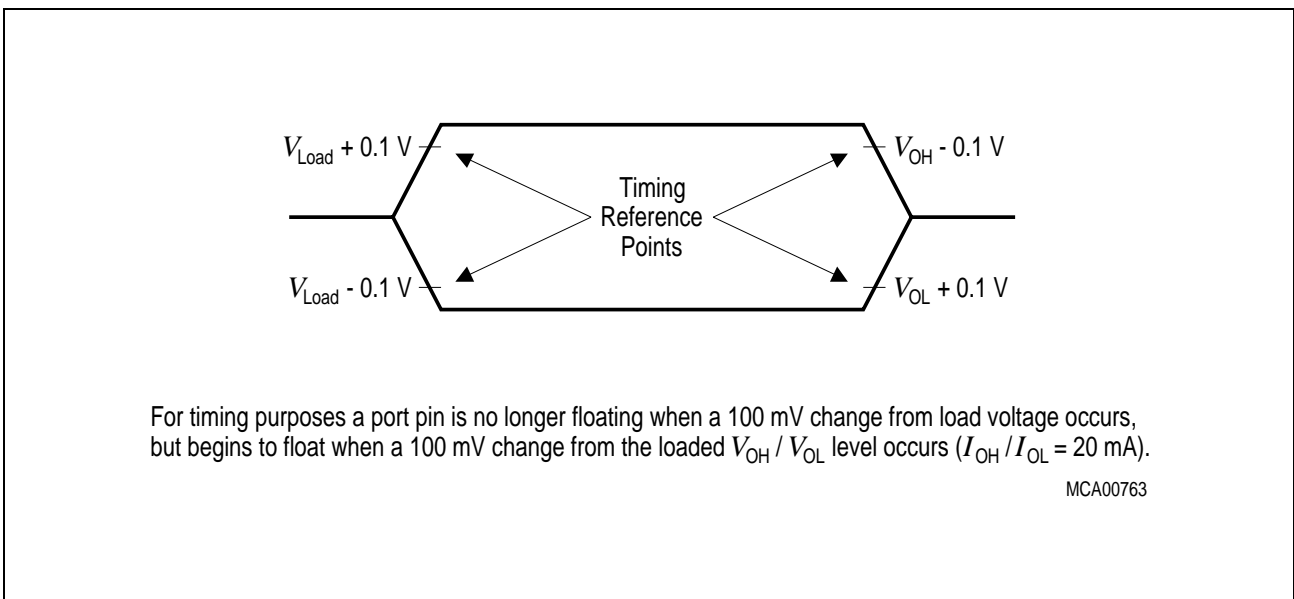 V_Load + 0.1 V
V_OH - 0.1 V
Timing
Reference
Points
V_Load - 0.1 V
V_OL + 0.1 V
For timing purposes a port pin is no longer floating when a 100 mV change from load voltage occurs,
but begins to float when a 100 mV change from the loaded V_OH / V_OL level occurs (I_OH / I_OL = 20 mA).
MCA00763